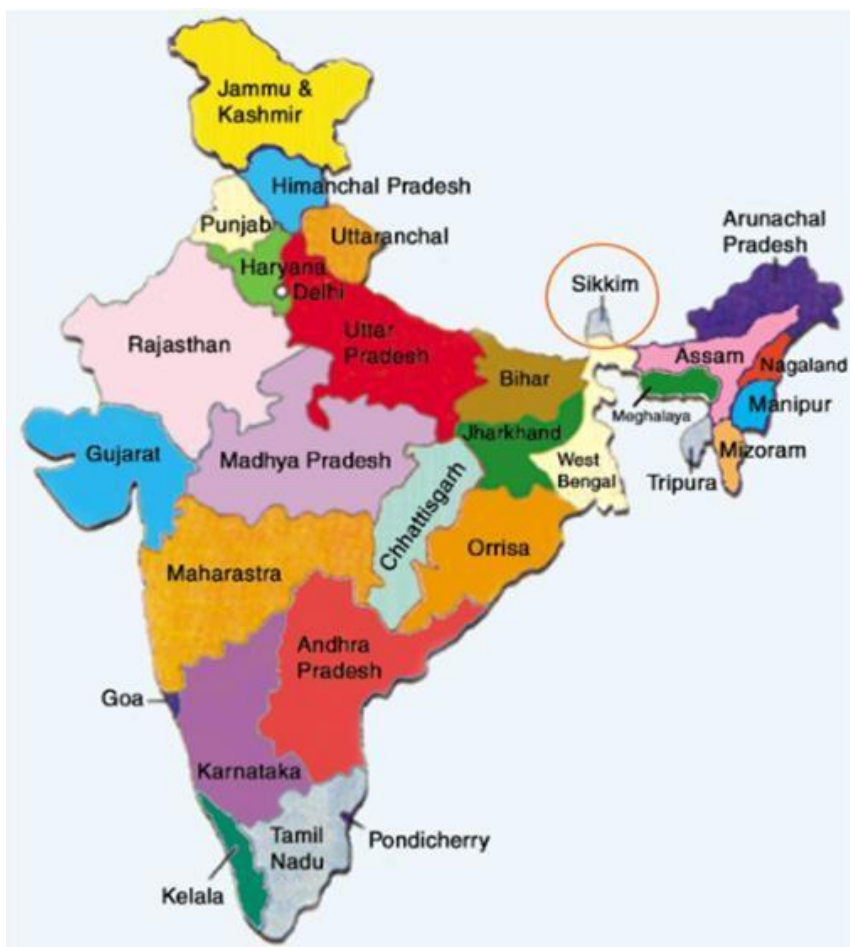 Jammu &
Kashmir
Himanchal Pradesh
Punjab
Uttaranchal
Arunachal
Pradesh
Haryana
Delhi
Sikkim
Rajasthan
Uttar
Pradesh
Assam
Nagaland
Bihar
Meghalaya
Manipur
Jharkhand
Gujarat
Madhya Pradesh
West
Bengal
Mizoram
Tripura
Chhattisgarh
Orrisa
Maharastra
Andhra
Pradesh
Goa
Karnataka
Tamil
Nadu
Pondicherry
Kelala